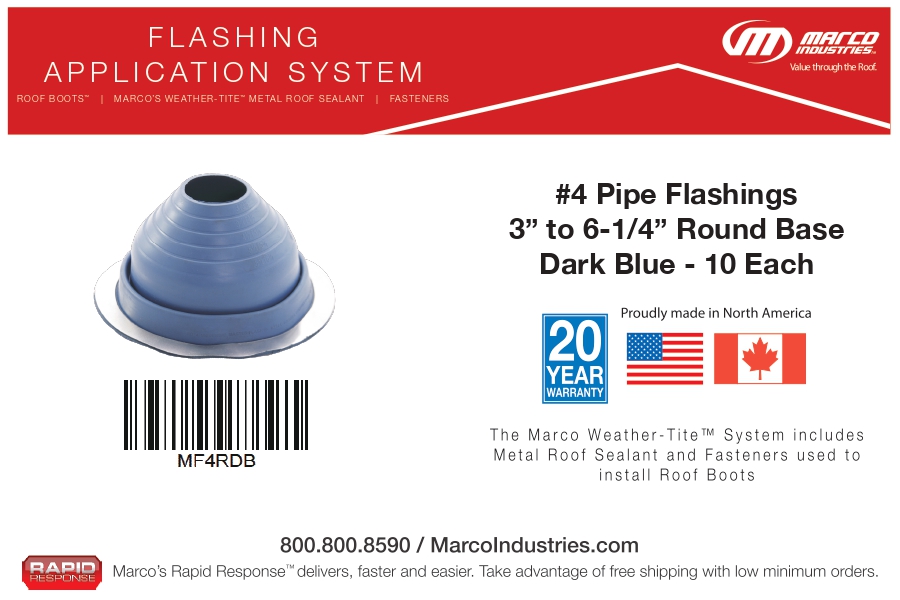 FLASHING
APPLICATION SYSTEM
ROOF BOOTS™ | MARCO'S WEATHER-TITE™ METAL ROOF SEALANT | FASTENERS
MARCO
INDUSTRIES™
Value through the Roof.
#4 Pipe Flashings
3” to 6-1/4” Round Base
Dark Blue - 10 Each
Proudly made in North America
20
YEAR
WARRANTY
MF4RDB
The Marco Weather-Tite™ System includes
Metal Roof Sealant and Fasteners used to
install Roof Boots
800.800.8590 / MarcoIndustries.com
RAPID
RESPONSE
Marco’s Rapid Response™ delivers, faster and easier. Take advantage of free shipping with low minimum orders.